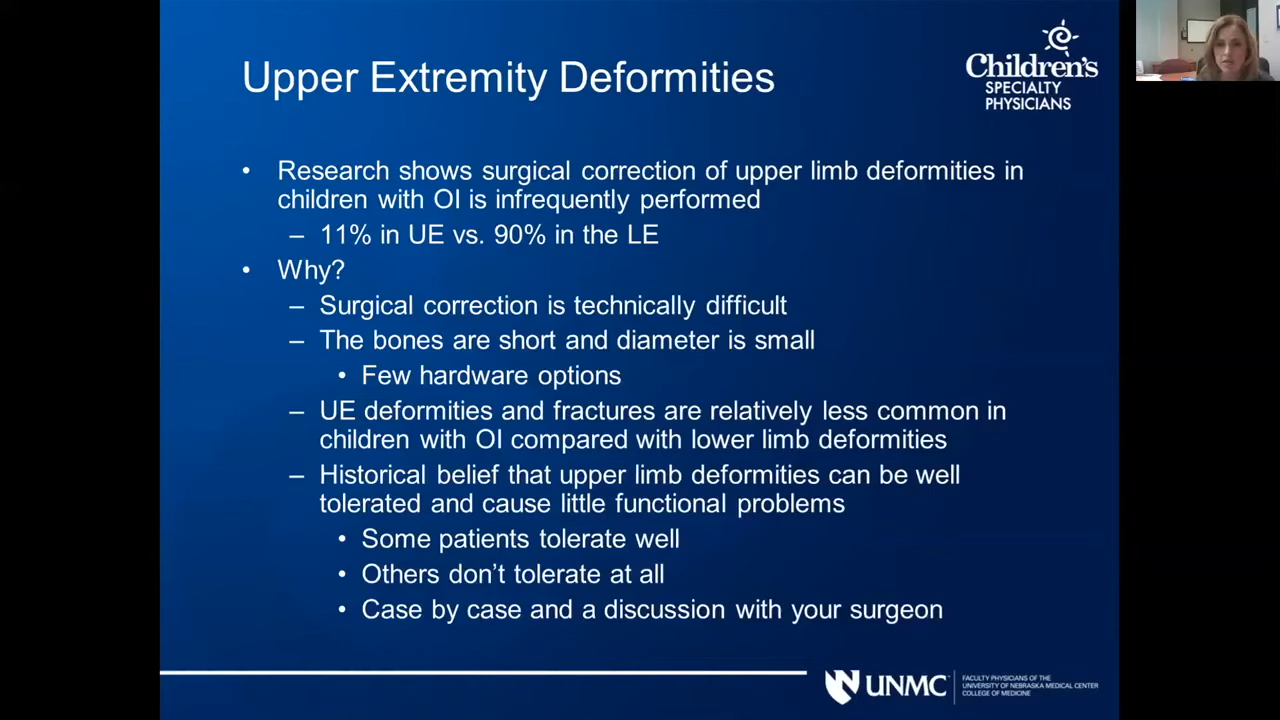 Upper Extremity Deformities
Children's
SPECIALTY
PHYSICIANS
• Research shows surgical correction of upper limb deformities in
children with OI is infrequently performed
– 11% in UE vs. 90% in the LE
• Why?
– Surgical correction is technically difficult
– The bones are short and diameter is small
• Few hardware options
– UE deformities and fractures are relatively less common in
children with OI compared with lower limb deformities
– Historical belief that upper limb deformities can be well
tolerated and cause little functional problems
• Some patients tolerate well
• Others don't tolerate at all
• Case by case and a discussion with your surgeon
UNMC
FACULTY PHYSICIANS OF THE
UNIVERSITY OF NEBRASKA MEDICAL CENTER
COLLEGE OF MEDICINE